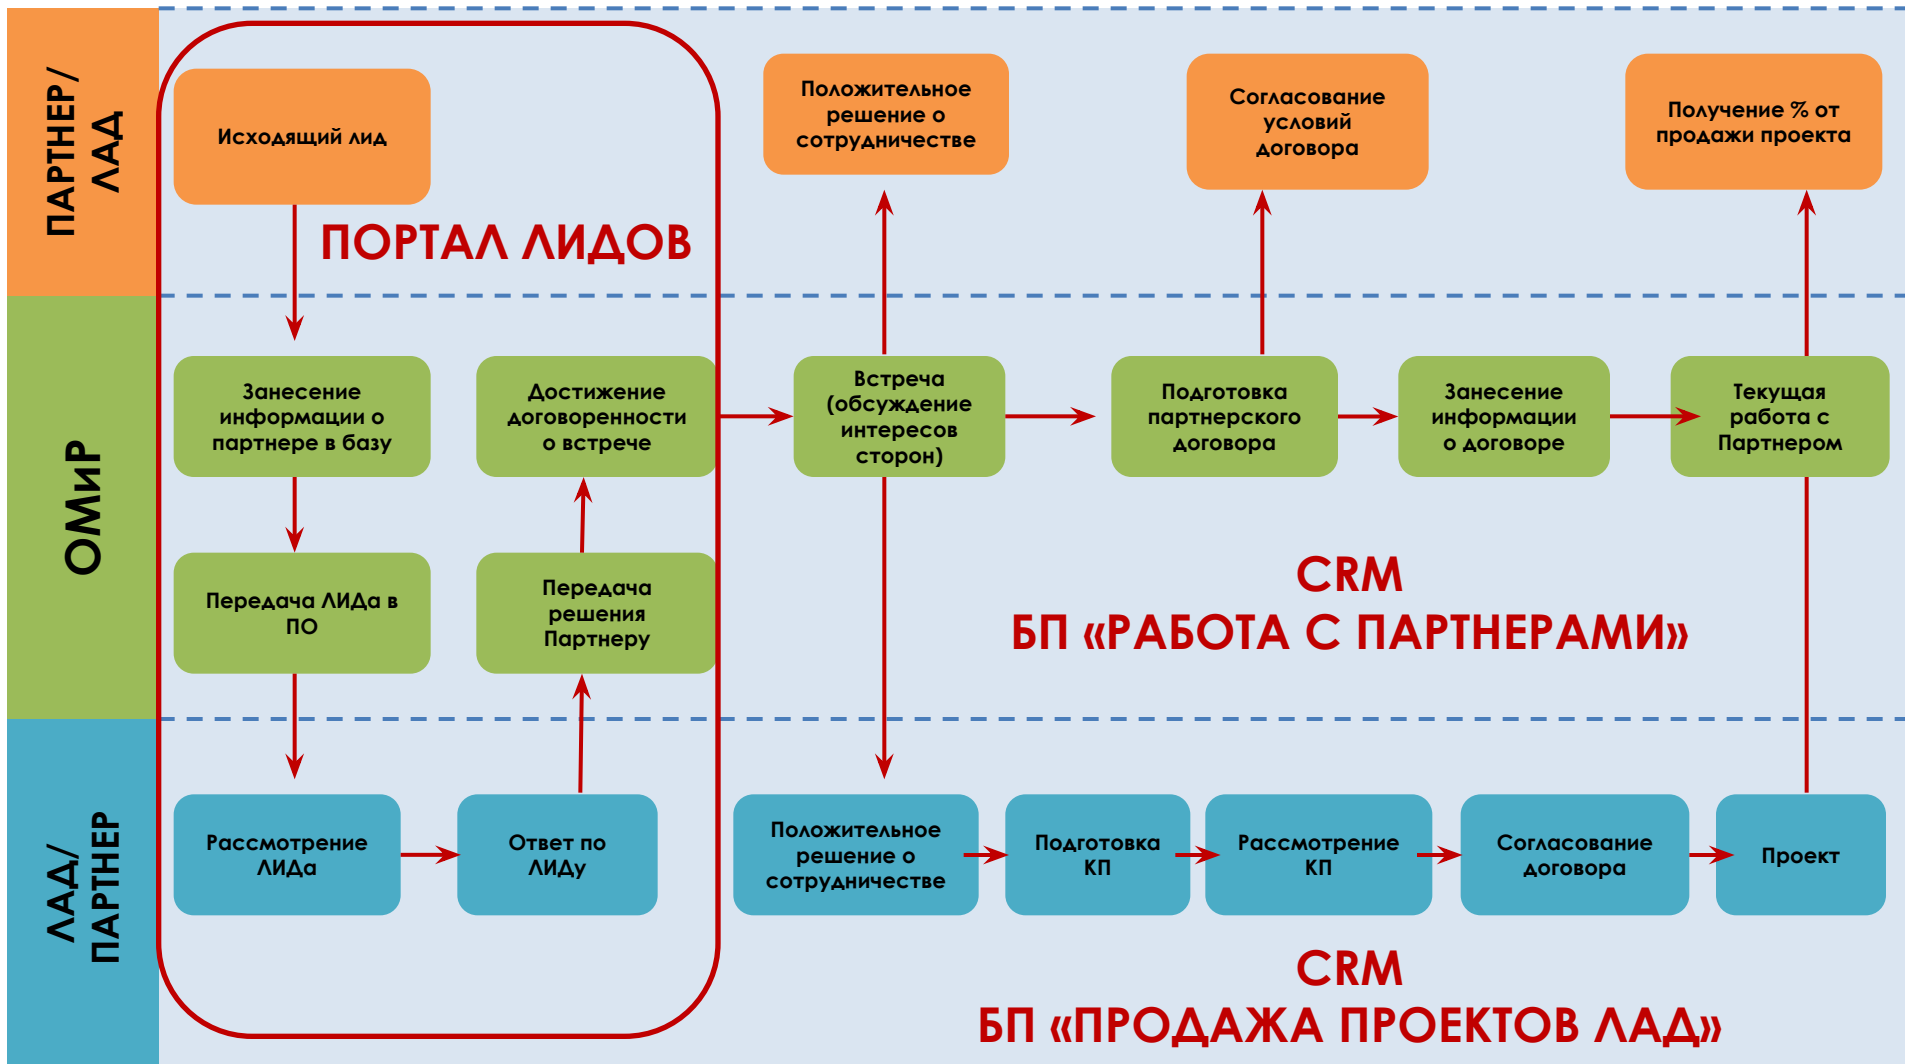 ПАРТНЕР/
ЛАД
Исходящий лид
Положительное
решение о
сотрудничестве
Согласование
условий
договора
Получение % от
продажи проекта
ПОРТАЛ ЛИДОВ
ОМиР
Занесение
информации о
партнере в базу
Достижение
договоренности
о встрече
Встреча
(обсуждение
интересов
сторон)
Подготовка
партнерского
договора
Занесение
информации
о договоре
Текущая
работа с
Партнером
Передача ЛИДа в
ПО
Передача
решения
Партнеру
CRM
БП «РАБОТА С ПАРТНЕРАМИ»
ЛАД/
ПАРТНЕР
Рассмотрение
ЛИДа
Ответ по
ЛИДу
Положительное
решение о
сотрудничестве
Подготовка
КП
Рассмотрение
КП
Согласование
договора
Проект
CRM
БП «ПРОДАЖА ПРОЕКТОВ ЛАД»